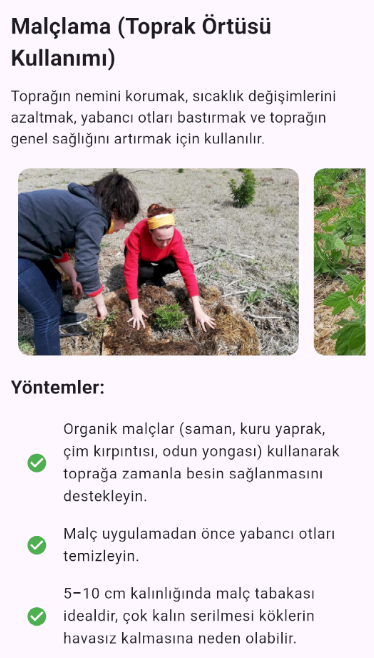 Malçlama (Toprak Örtüsü
Kullanımı)
Toprağın nemini korumak, sıcaklık değişimlerini
azaltmak, yabancı otları bastırmak ve toprağın
genel sağlığını artırmak için kullanılır.
Yöntemler:
Organik malçlar (saman, kuru yaprak,
çim kırpıntısı, odun yongası) kullanarak
toprağa zamanla besin sağlanmasını
destekleyin.
Malç uygulamadan önce yabancı otları
temizleyin.
5–10 cm kalınlığında malç tabakası
idealdir, çok kalın serilmesi köklerin
havasız kalmasına neden olabilir.